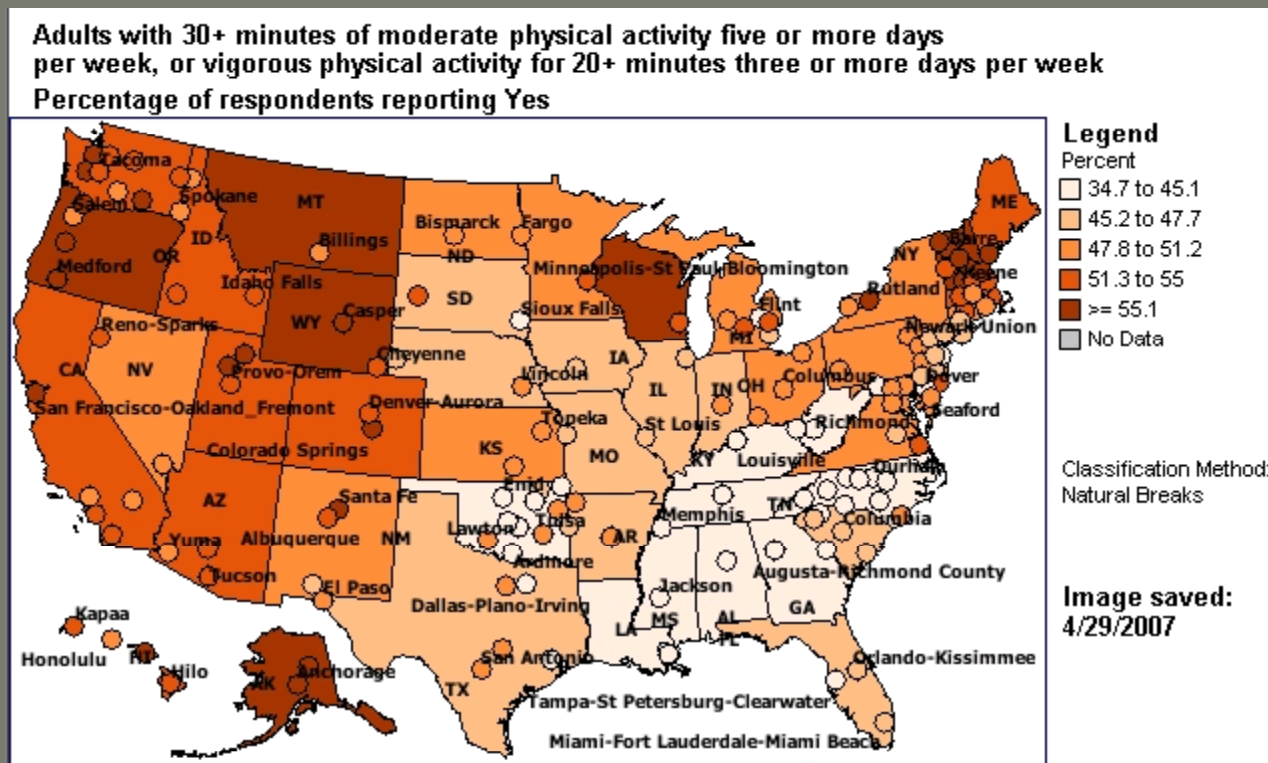 Adults with 30+ minutes of moderate physical activity five or more days
per week, or vigorous physical activity for 20+ minutes three or more days per week
Percentage of respondents reporting Yes
Legend
Percent
34.7 to 45.1
45.2 to 47.7
47.8 to 51.2
51.3 to 55
>= 55.1
No Data
Classification Method:
Natural Breaks
Image saved:
4/29/2007
Tacoma
Spokane
Salem
MT
ME
Bismarck
Fargo
ID
Billings
NY
Barre
OR
ND
Medford
Minneapolis-St Paul-Bloomington
Keene
Idaho Falls
Rutland
SD
Sioux Falls
Flint
WY
Casper
Reno-Sparks
Newark-Union
MI
Cheyenne
IA
CA
NV
Provo-Orem
Lincoln
IL
IN
OH
Columbus
Dover
San Francisco-Oakland_Fremont
Denver-Aurora
Seaford
Topeka
St Louis
Richmond
Colorado Springs
KS
MO
KY
Louisville
Durham
Enid
AZ
Santa Fe
TN
Memphis
Columbia
Lawton
Tulsa
Yuma
Albuquerque
NM
AR
Ardmore
Tucson
El Paso
Jackson
Augusta-Richmond County
Dallas-Plano-Irving
GA
Kapaa
LA
MS
AL
FL
Honolulu
HI
Hilo
San Antonio
Orlando-Kissimmee
AK
Anchorage
TX
Tampa-St Petersburg-Clearwater
Miami-Fort Lauderdale-Miami Beach